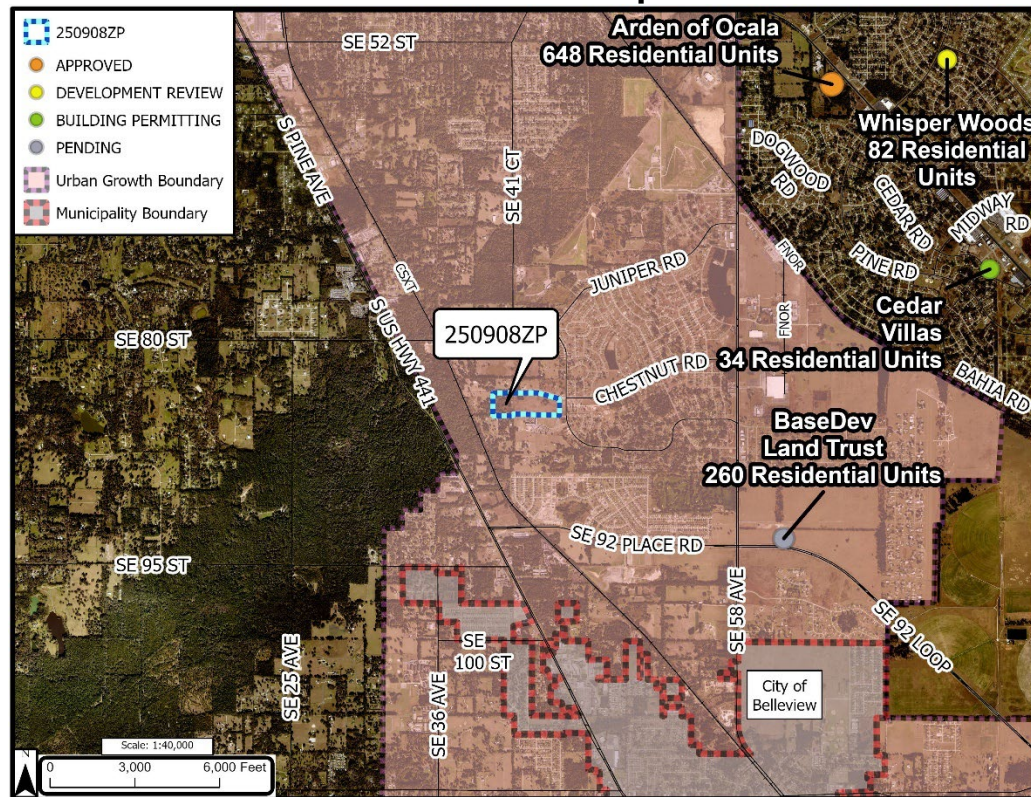 250908ZP
APPROVED
DEVELOPMENT REVIEW
BUILDING PERMITTING
PENDING
Urban Growth Boundary
Municipality Boundary
SE 52 ST
Arden of Ocala
648 Residential Units
Whisper Woods
82 Residential
Units
S PINE AVE
SE 41 CT
DOGWOOD
RD
CEDAR RD
MIDWAY
RD
PINE RD
CSXT
JUNIPER RD
FNOR
FNOR
SE 80 ST
S US HWY 441
250908ZP
CHESTNUT RD
Cedar
Villas
34 Residential Units
BAHIA RD
BaseDev
Land Trust
260 Residential Units
SE 92 PLACE RD
SE 95 ST
SE 58 AVE
SE 92 LOOP
SE 25 AVE
SE
100 ST
SE 36 AVE
City of
Belleview
Scale: 1:40,000
0 3,000 6,000 Feet